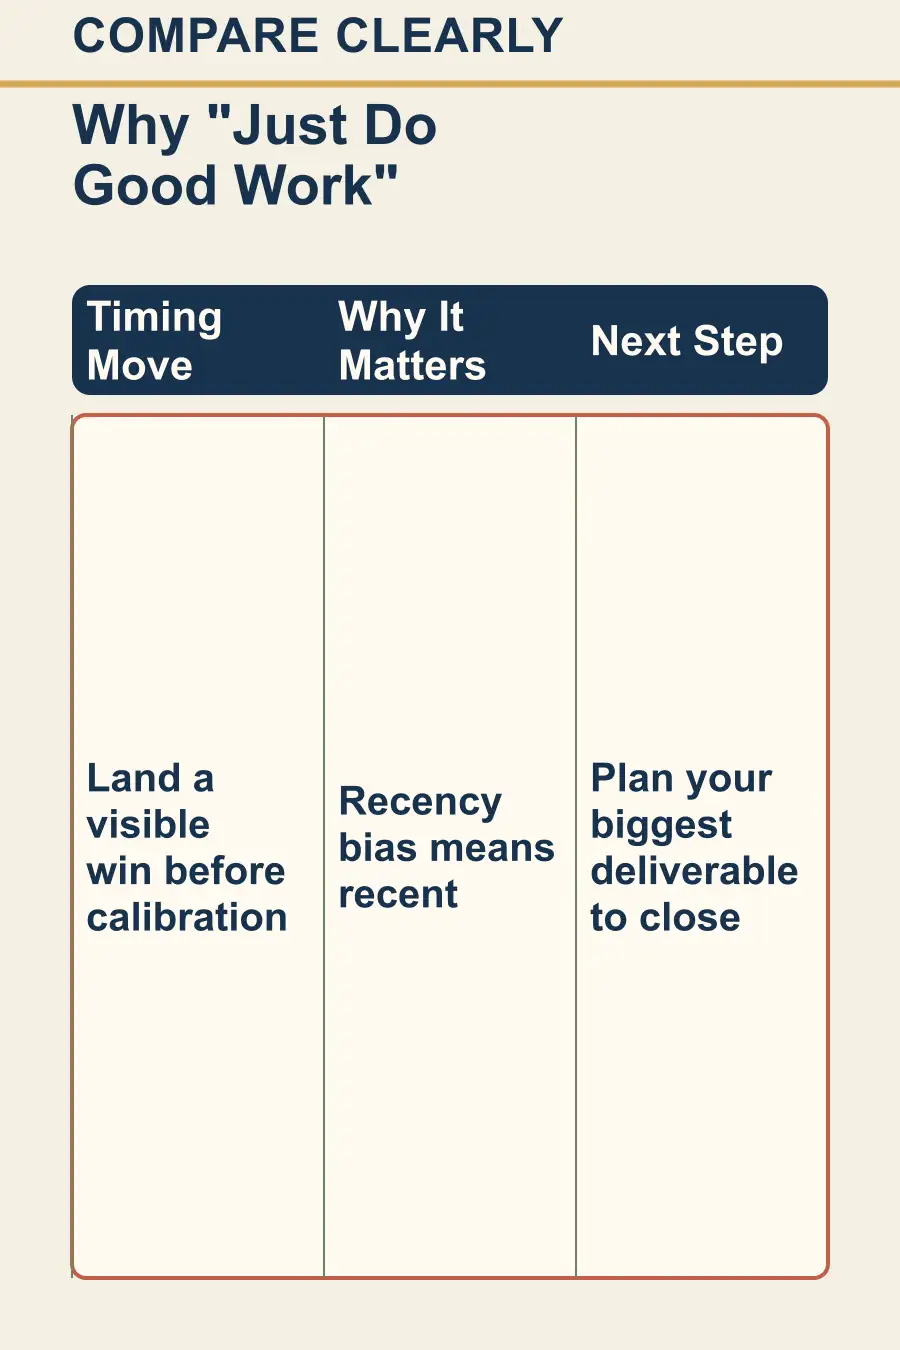 COMPARE CLEARLY
Why "Just Do
Good Work"
Timing
Move
Why It
Matters
Next Step
Land a
visible
win before
calibration
Recency
bias means
recent
Plan your
biggest
deliverable
to close